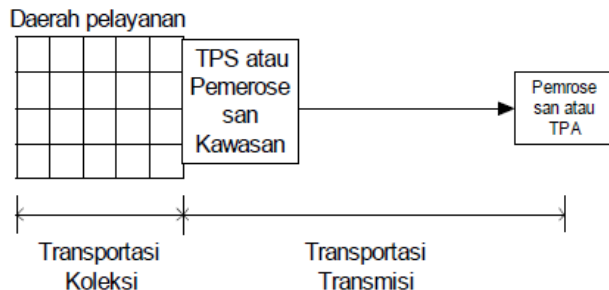 Daerah pelayanan
TPS atau
Pemerose
san
Kawasan
Pemrose
san atau
TPA
Transportasi
Koleksi
Transportasi
Transmisi